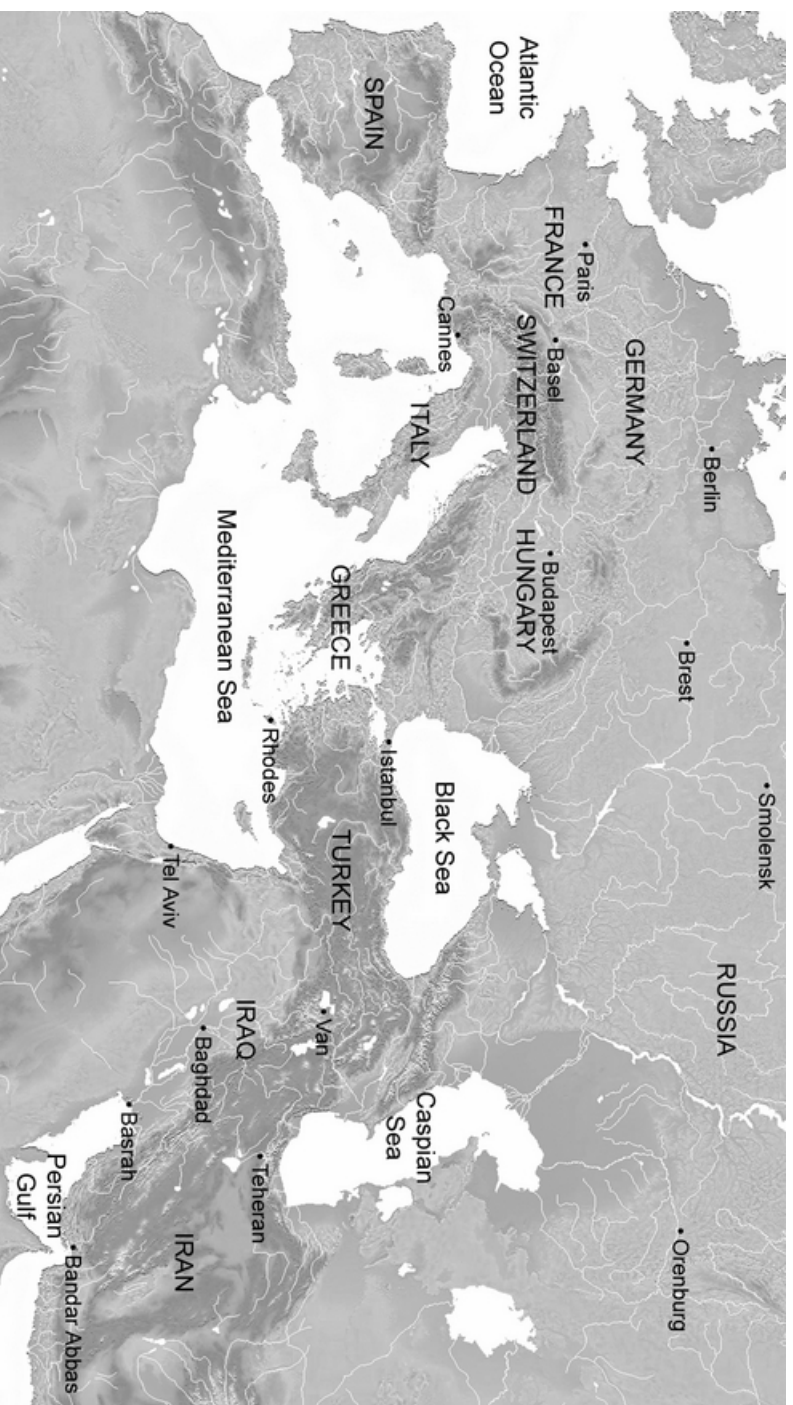 Atlantic
Ocean
SPAIN
FRANCE
Paris
Cannes
SWITZERLAND
Basel
GERMANY
Berlin
ITALY
HUNGARY
Budapest
Brest
Smolensk
RUSSIA
Orenburg
GREECE
Mediterranean Sea
Rhodes
Istanbul
Black Sea
TURKEY
Tel Aviv
Van
IRAQ
Baghdad
Basrah
Caspian
Sea
Teheran
IRAN
Persian
Gulf
Bandar Abbas